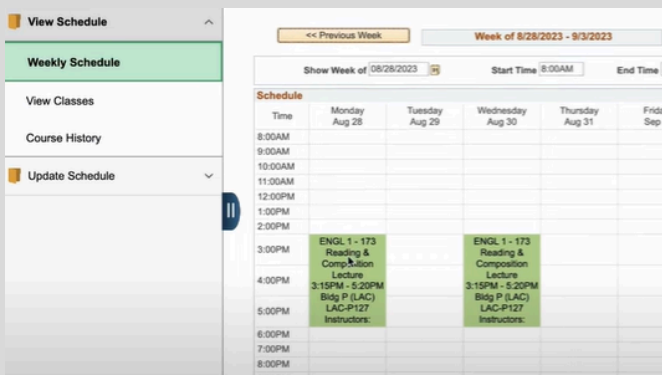 View Schedule
Weekly Schedule
View Classes
Course History
Update Schedule
<< Previous Week
Week of 8/28/2023 - 9/3/2023
Show Week of 08/28/2023
Start Time 8:00AM
End Time
Schedule
Time
Monday
Aug 28
Tuesday
Aug 29
Wednesday
Aug 30
Thursday
Aug 31
Sep
8:00AM
9:00AM
10:00AM
11:00AM
12:00PM
1:00PM
2:00PM
3:00PM
4:00PM
5:00PM
6:00PM
7:00PM
8:00PM
ENGL 1 - 173
Reading &
Composition
Lecture
3:15PM - 5:20PM
Bldg P (LAC)
LAC-P127
Instructors:
ENGL 1 - 173
Reading &
Composition
Lecture
3:15PM - 5:20PM
Bldg P (LAC)
LAC-P127
Instructors: